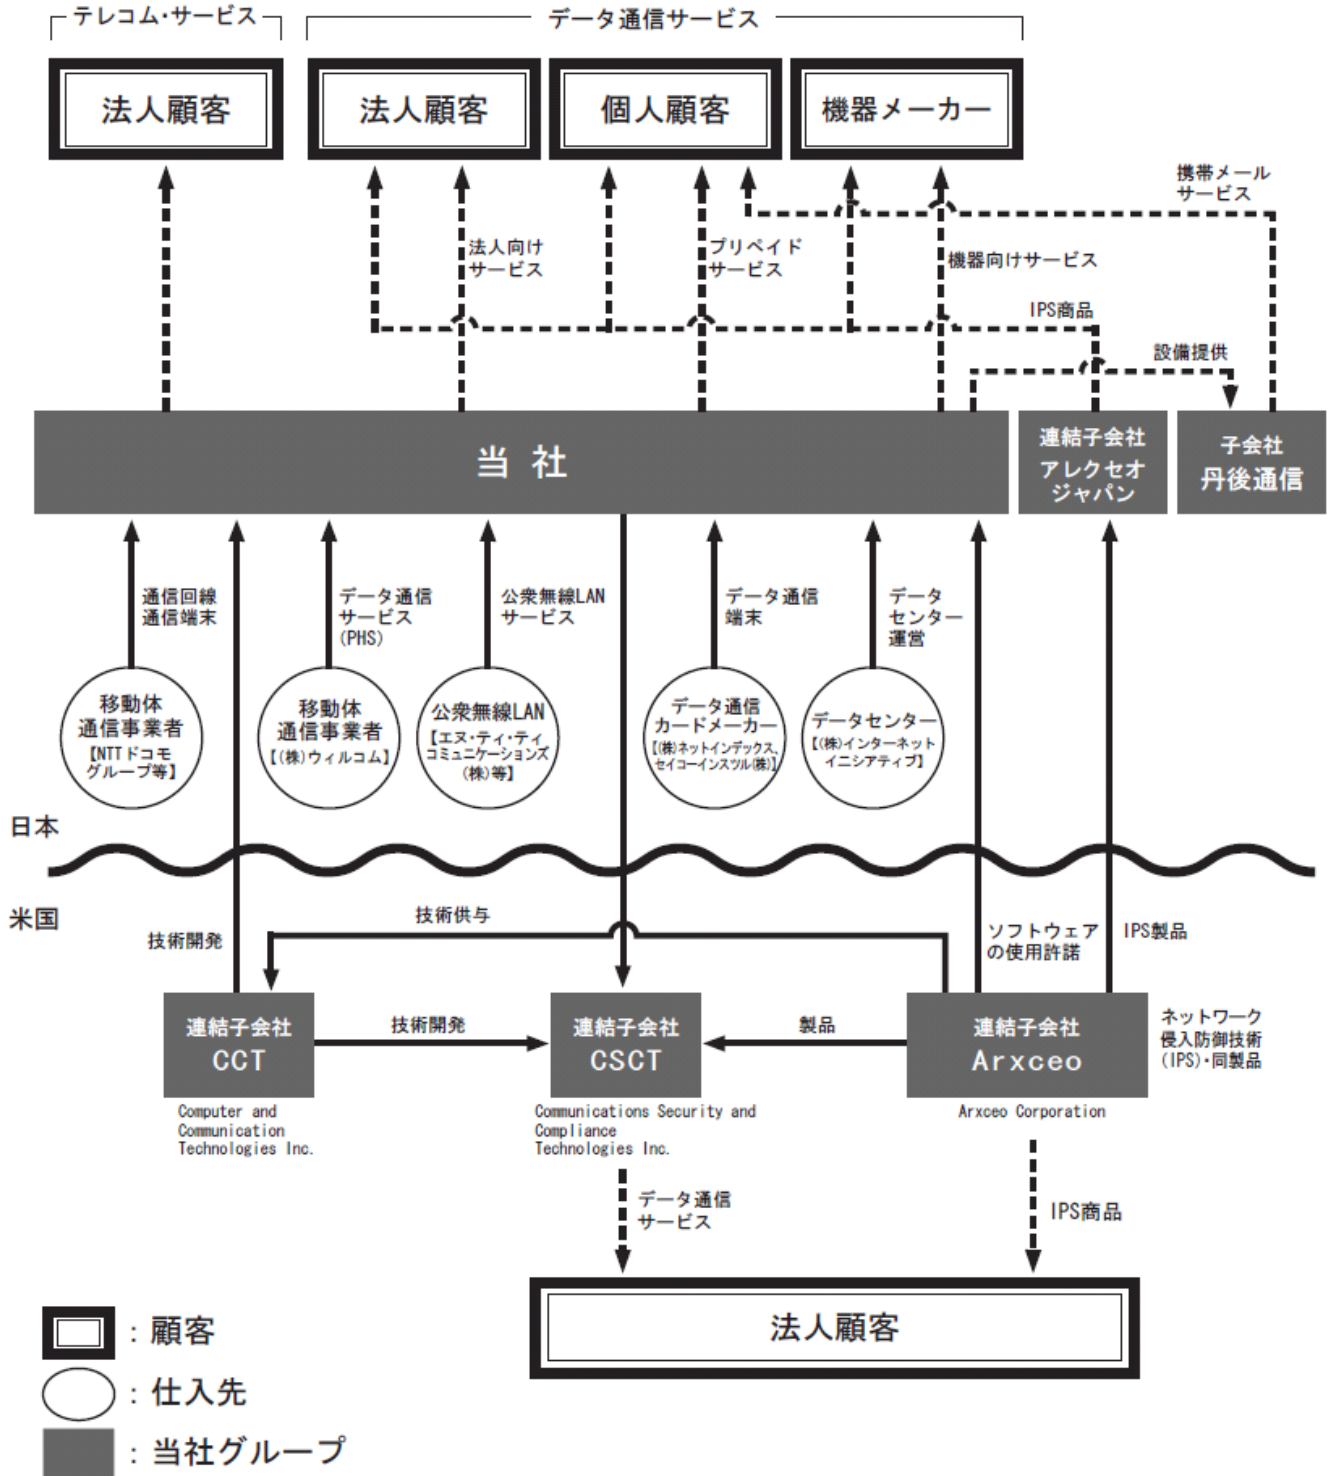 テレコム・サービス
データ通信サービス
法人顧客
法人顧客
個人顧客
機器メーカー
携帯メール
サービス
法人向け
サービス
プリペイド
サービス
機器向けサービス
IPS商品
設備提供
当社
連結子会社
アレクセオ
ジャパン
子会社
丹後通信
通信回線
通信端末
データ通信
サービス
(PHS)
公衆無線LAN
サービス
データ通信
端末
データ
センター
運営
移動体
通信事業者
【NTTドコモ
グループ等】
移動体
通信事業者
【(株)ウィルコム】
公衆無線LAN
【エヌ・ティ・ティ
コミュニケーションズ
(株)等】
データ通信
カードメーカー
【(株)ネットインデックス、
セイコーインスツル(株)】
データセンター
【(株)インターネット
イニシアティブ】
日本
米国
技術開発
技術供与
ソフトウェア
の使用許諾
IPS製品
連結子会社
CCT
技術開発
連結子会社
CSCT
製品
連結子会社
Arxceo
ネットワーク
侵入防御技術
(IPS)・同製品
Computer and
Communication
Technologies Inc.
Communications Security and
Compliance
Technologies Inc.
Arxceo Corporation
データ通信
サービス
IPS商品
法人顧客
：顧客
：仕入先
：当社グループ